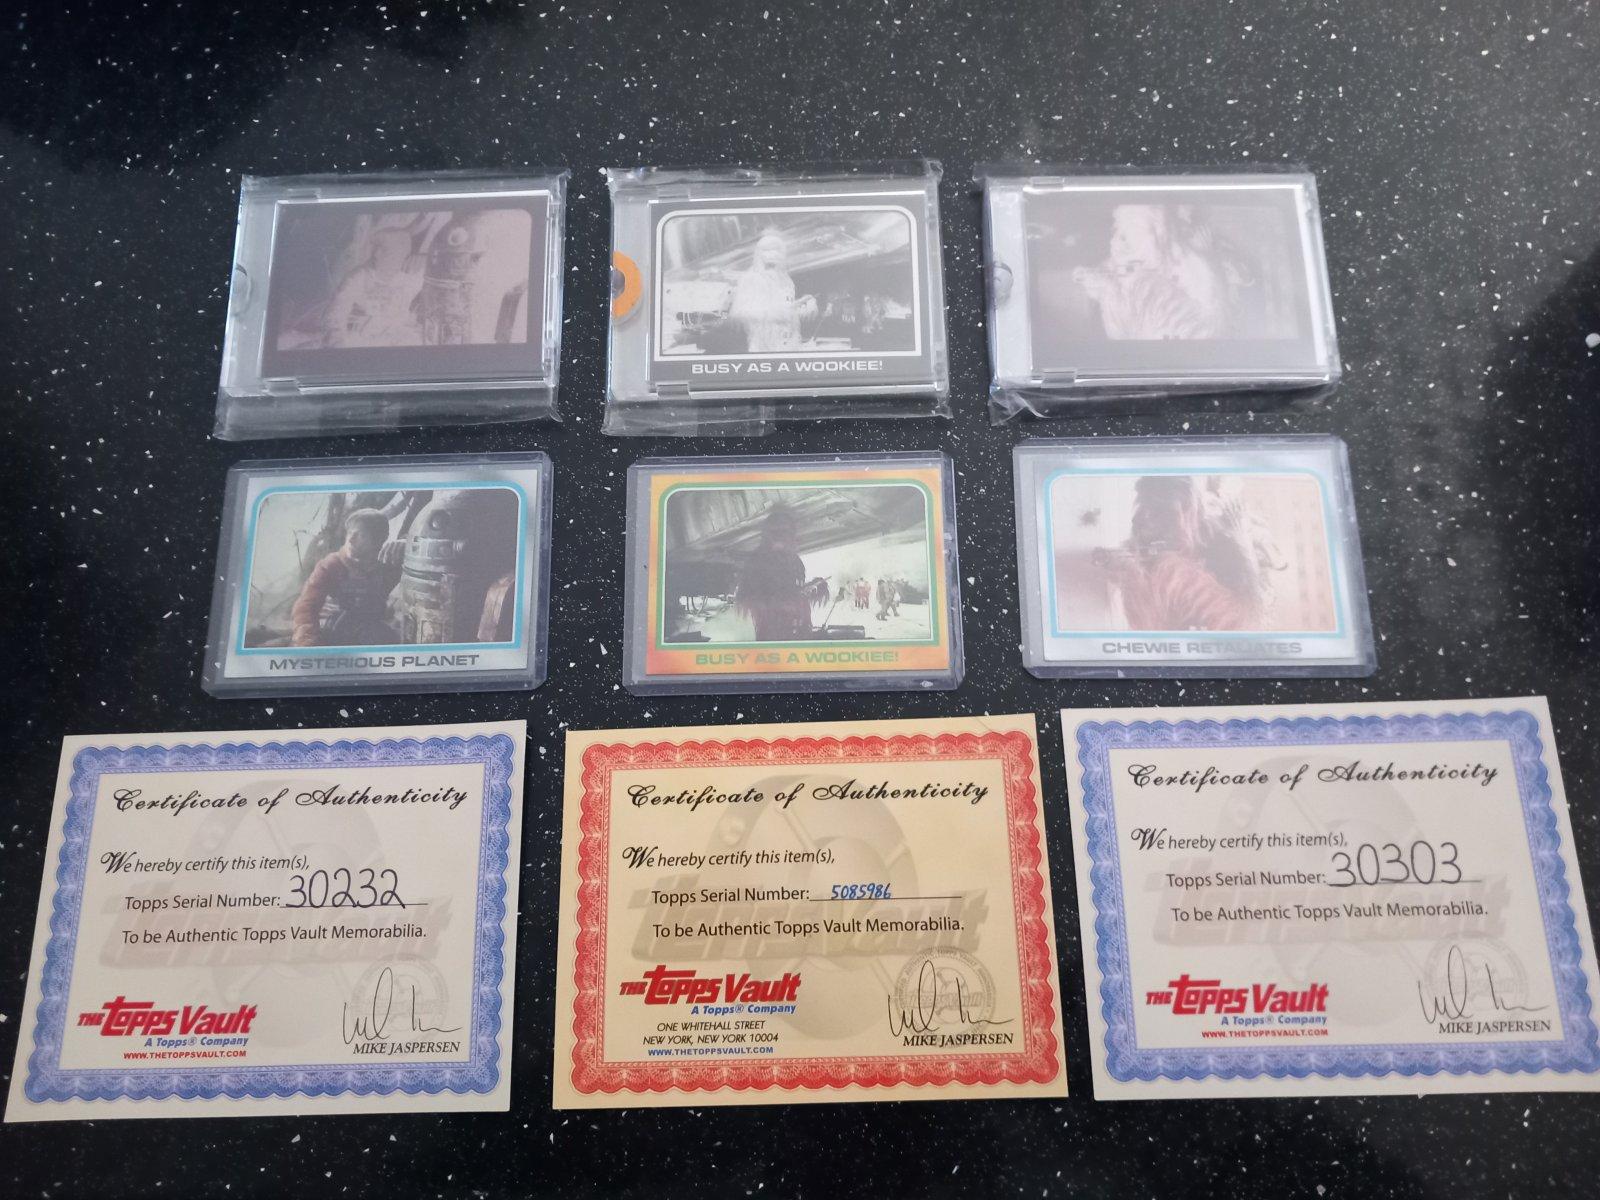 BUSY AS A WOOKIEE!
MYSTERIOUS PLANET
BUSY AS A WOOKIEE!
CHEWIE RETALIATES
Certificate of Authenticity
We hereby certify this item(s),
Topps Serial Number: 30232
To be Authentic Topps Vault Memorabilia.
THE Topps Vault
A Topps® Company
WWW.THETOPPSVAULT.COM
MIKE JASPERSEN
Certificate of Authenticity
We hereby certify this item(s),
Topps Serial Number: 5085986
To be Authentic Topps Vault Memorabilia.
THE Topps Vault
A Topps® Company
ONE WHITEHALL STREET
NEW YORK, NEW YORK 10004
WWW.THETOPPSVAULT.COM
MIKE JASPERSEN
Certificate of Authenticity
We hereby certify this item(s),
Topps Serial Number: 30303
To be Authentic Topps Vault Memorabilia.
THE Topps Vault
A Topps® Company
WWW.THETOPPSVAULT.COM
MIKE JASPERSEN